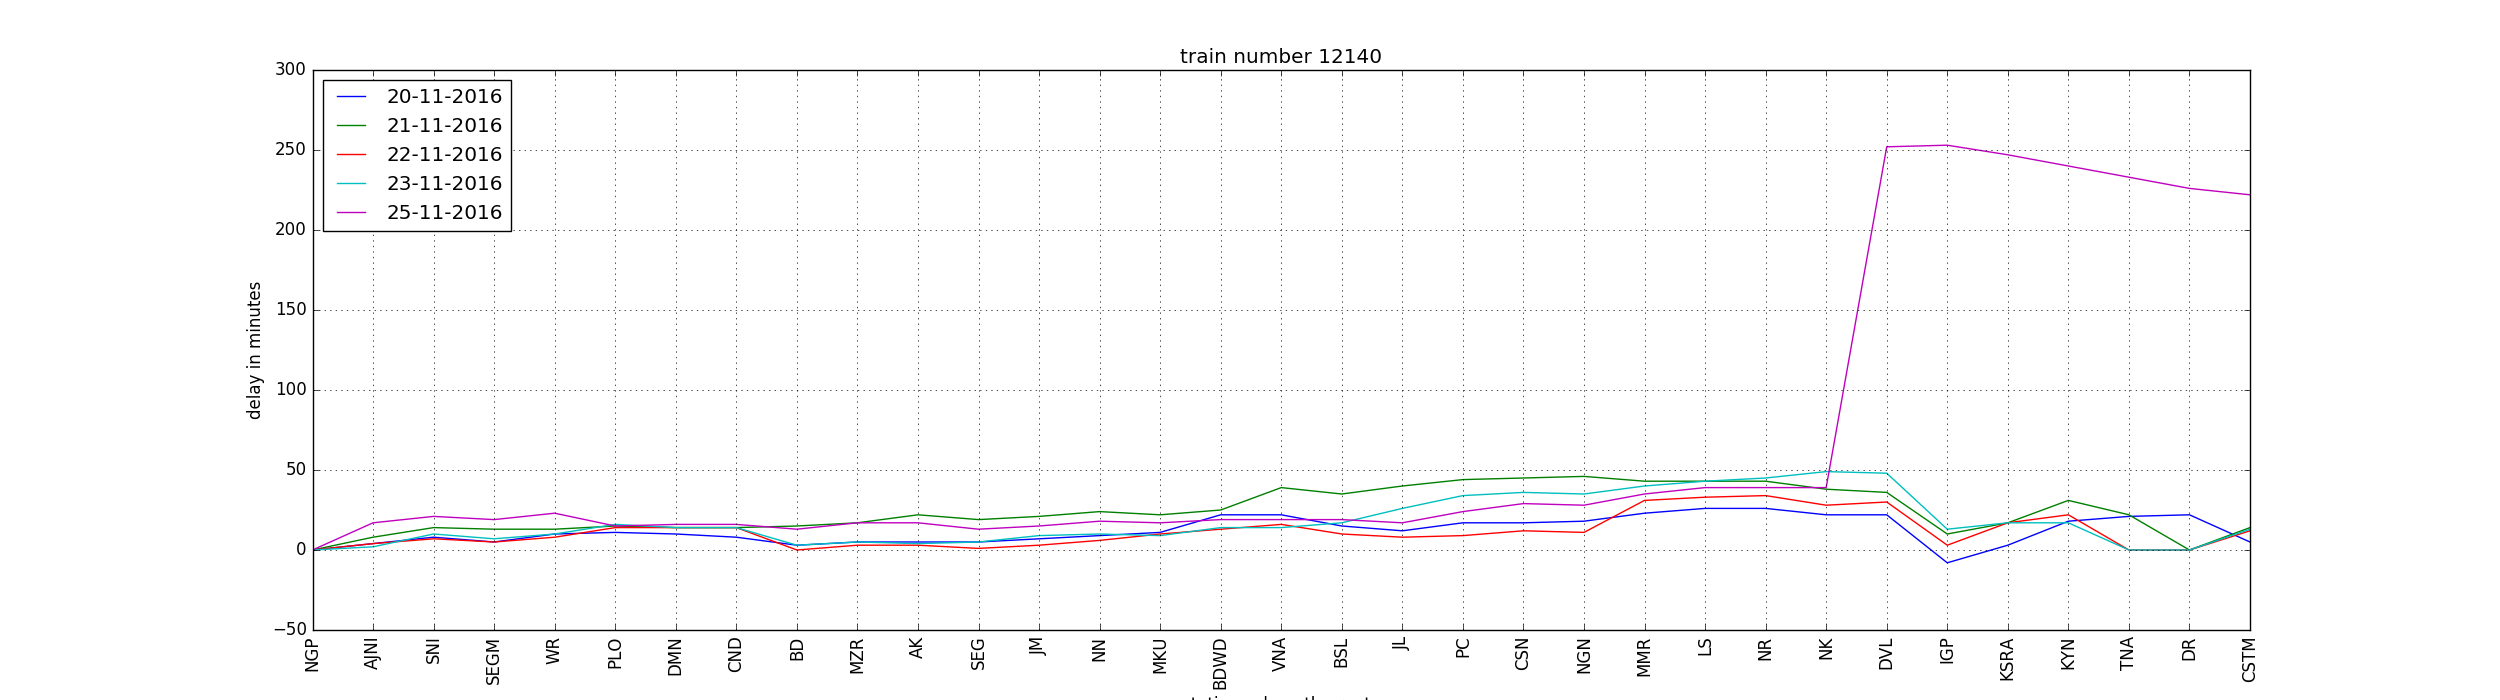 train number 12140
300
250
200
150
100
50
0
−50
delay in minutes
20-11-2016
21-11-2016
22-11-2016
23-11-2016
25-11-2016
NGP
AJNI
SNI
SEGM
WR
PLO
DMN
CND
BD
MZR
AK
SEG
JM
NN
MKU
BDWD
VNA
BSL
JL
PC
CSN
NGN
MMR
LS
NR
NK
DVL
IGP
KSRA
KYN
TNA
DR
CSTM